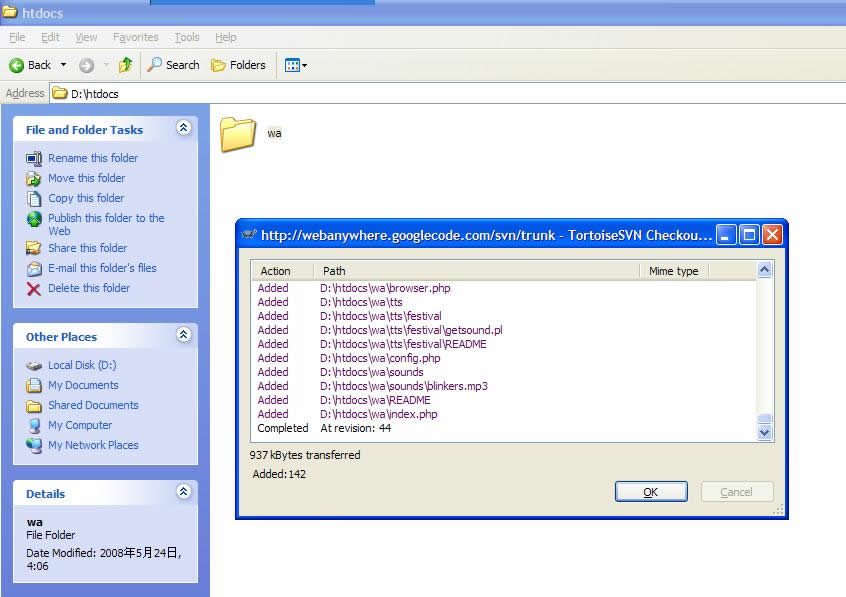 htdocs
File Edit View Favorites Tools Help
Back Search Folders
Address D:\htdocs
File and Folder Tasks
Rename this folder
Move this folder
Copy this folder
Publish this folder to the
Web
Share this folder
E-mail this folder's files
Delete this folder
Other Places
Local Disk (D:)
My Documents
Shared Documents
My Computer
My Network Places
Details
wa
File Folder
Date Modified: 2008年5月24日,
4:06
wa
http://webanywhere.googlecode.com/svn/trunk - TortoiseSVN Checkou...
Action Path Mime type
Added D:\htdocs\wa\browser.php
Added D:\htdocs\wa\tts
Added D:\htdocs\wa\tts\festival
Added D:\htdocs\wa\tts\festival\getsound.pl
Added D:\htdocs\wa\tts\festival\README
Added D:\htdocs\wa\config.php
Added D:\htdocs\wa\sounds
Added D:\htdocs\wa\sounds\blinkers.mp3
Added D:\htdocs\wa\README
Added D:\htdocs\wa\index.php
Completed At revision: 44
937 kBytes transferred
Added:142
OK Cancel